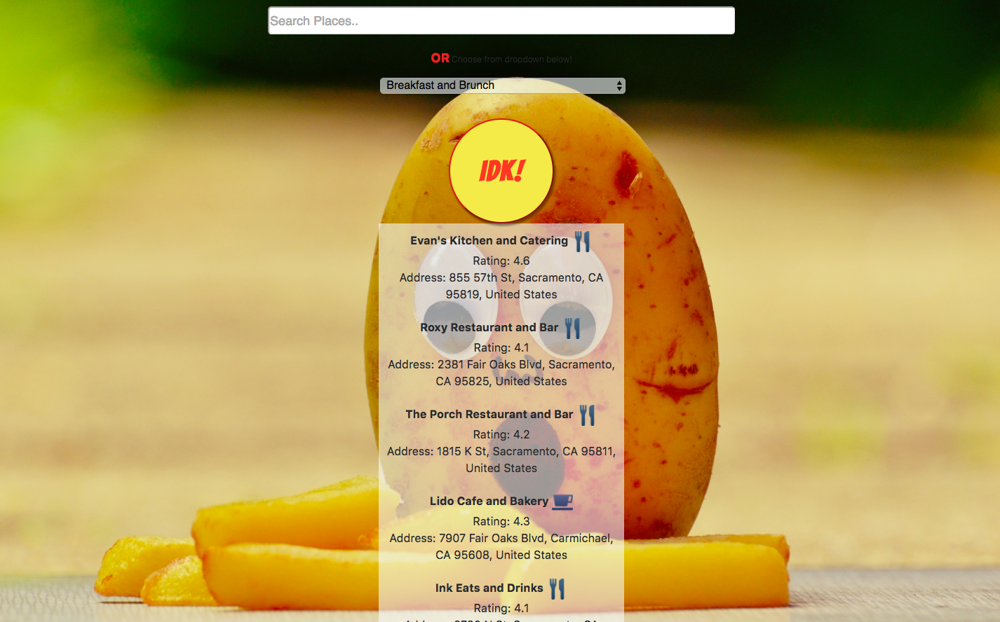 Search Places..
OR Choose from dropdown below!
Breakfast and Brunch
IDK!
Evan's Kitchen and Catering
Rating: 4.6
Address: 855 57th St, Sacramento, CA
95819, United States
Roxy Restaurant and Bar
Rating: 4.1
Address: 2381 Fair Oaks Blvd, Sacramento,
CA 95825, United States
The Porch Restaurant and Bar
Rating: 4.2
Address: 1815 K St, Sacramento, CA 95811,
United States
Lido Cafe and Bakery
Rating: 4.3
Address: 7907 Fair Oaks Blvd, Carmichael,
CA 95608, United States
Ink Eats and Drinks
Rating: 4.1